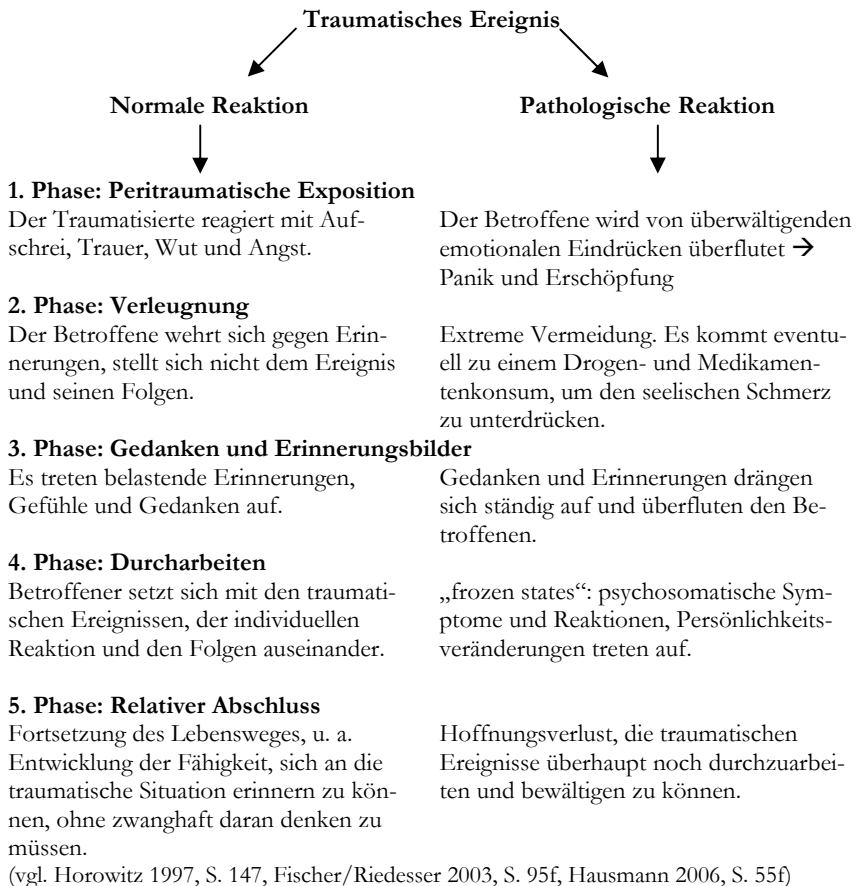 Traumatisches Ereignis
Normale Reaktion
Pathologische Reaktion
1. Phase: Peritraumatische Exposition
Der Traumatisierte reagiert mit Auf-
schrei, Trauer, Wut und Angst.
Der Betroffene wird von überwältigenden
emotionalen Eindrücken überflutet →
Panik und Erschöpfung
2. Phase: Verleugnung
Der Betroffene wehrt sich gegen Erin-
nerungen, stellt sich nicht dem Ereignis
und seinen Folgen.
Extreme Vermeidung. Es kommt eventu-
ell zu einem Drogen- und Medikamen-
tenkonsum, um den seelischen Schmerz
zu unterdrücken.
3. Phase: Gedanken und Erinnerungsbilder
Es treten belastende Erinnerungen,
Gefühle und Gedanken auf.
Gedanken und Erinnerungen drängen
sich ständig auf und überfluten den Be-
troffenen.
4. Phase: Durcharbeiten
Betroffener setzt sich mit den traumati-
schen Ereignissen, der individuellen
Reaktion und den Folgen auseinander.
„frozen states“: psychosomatische Sym-
ptome und Reaktionen, Persönlichkeits-
veränderungen treten auf.
5. Phase: Relativer Abschluss
Fortsetzung des Lebensweges, u. a.
Entwicklung der Fähigkeit, sich an die
traumatische Situation erinnern zu kön-
nen, ohne zwanghaft daran denken zu
müssen.
Hoffnungsverlust, die traumatischen
Ereignisse überhaupt noch durchzuarbei-
ten und bewältigen zu können.
(vgl. Horowitz 1997, S. 147, Fischer/Riedesser 2003, S. 95f, Hausmann 2006, S. 55f)